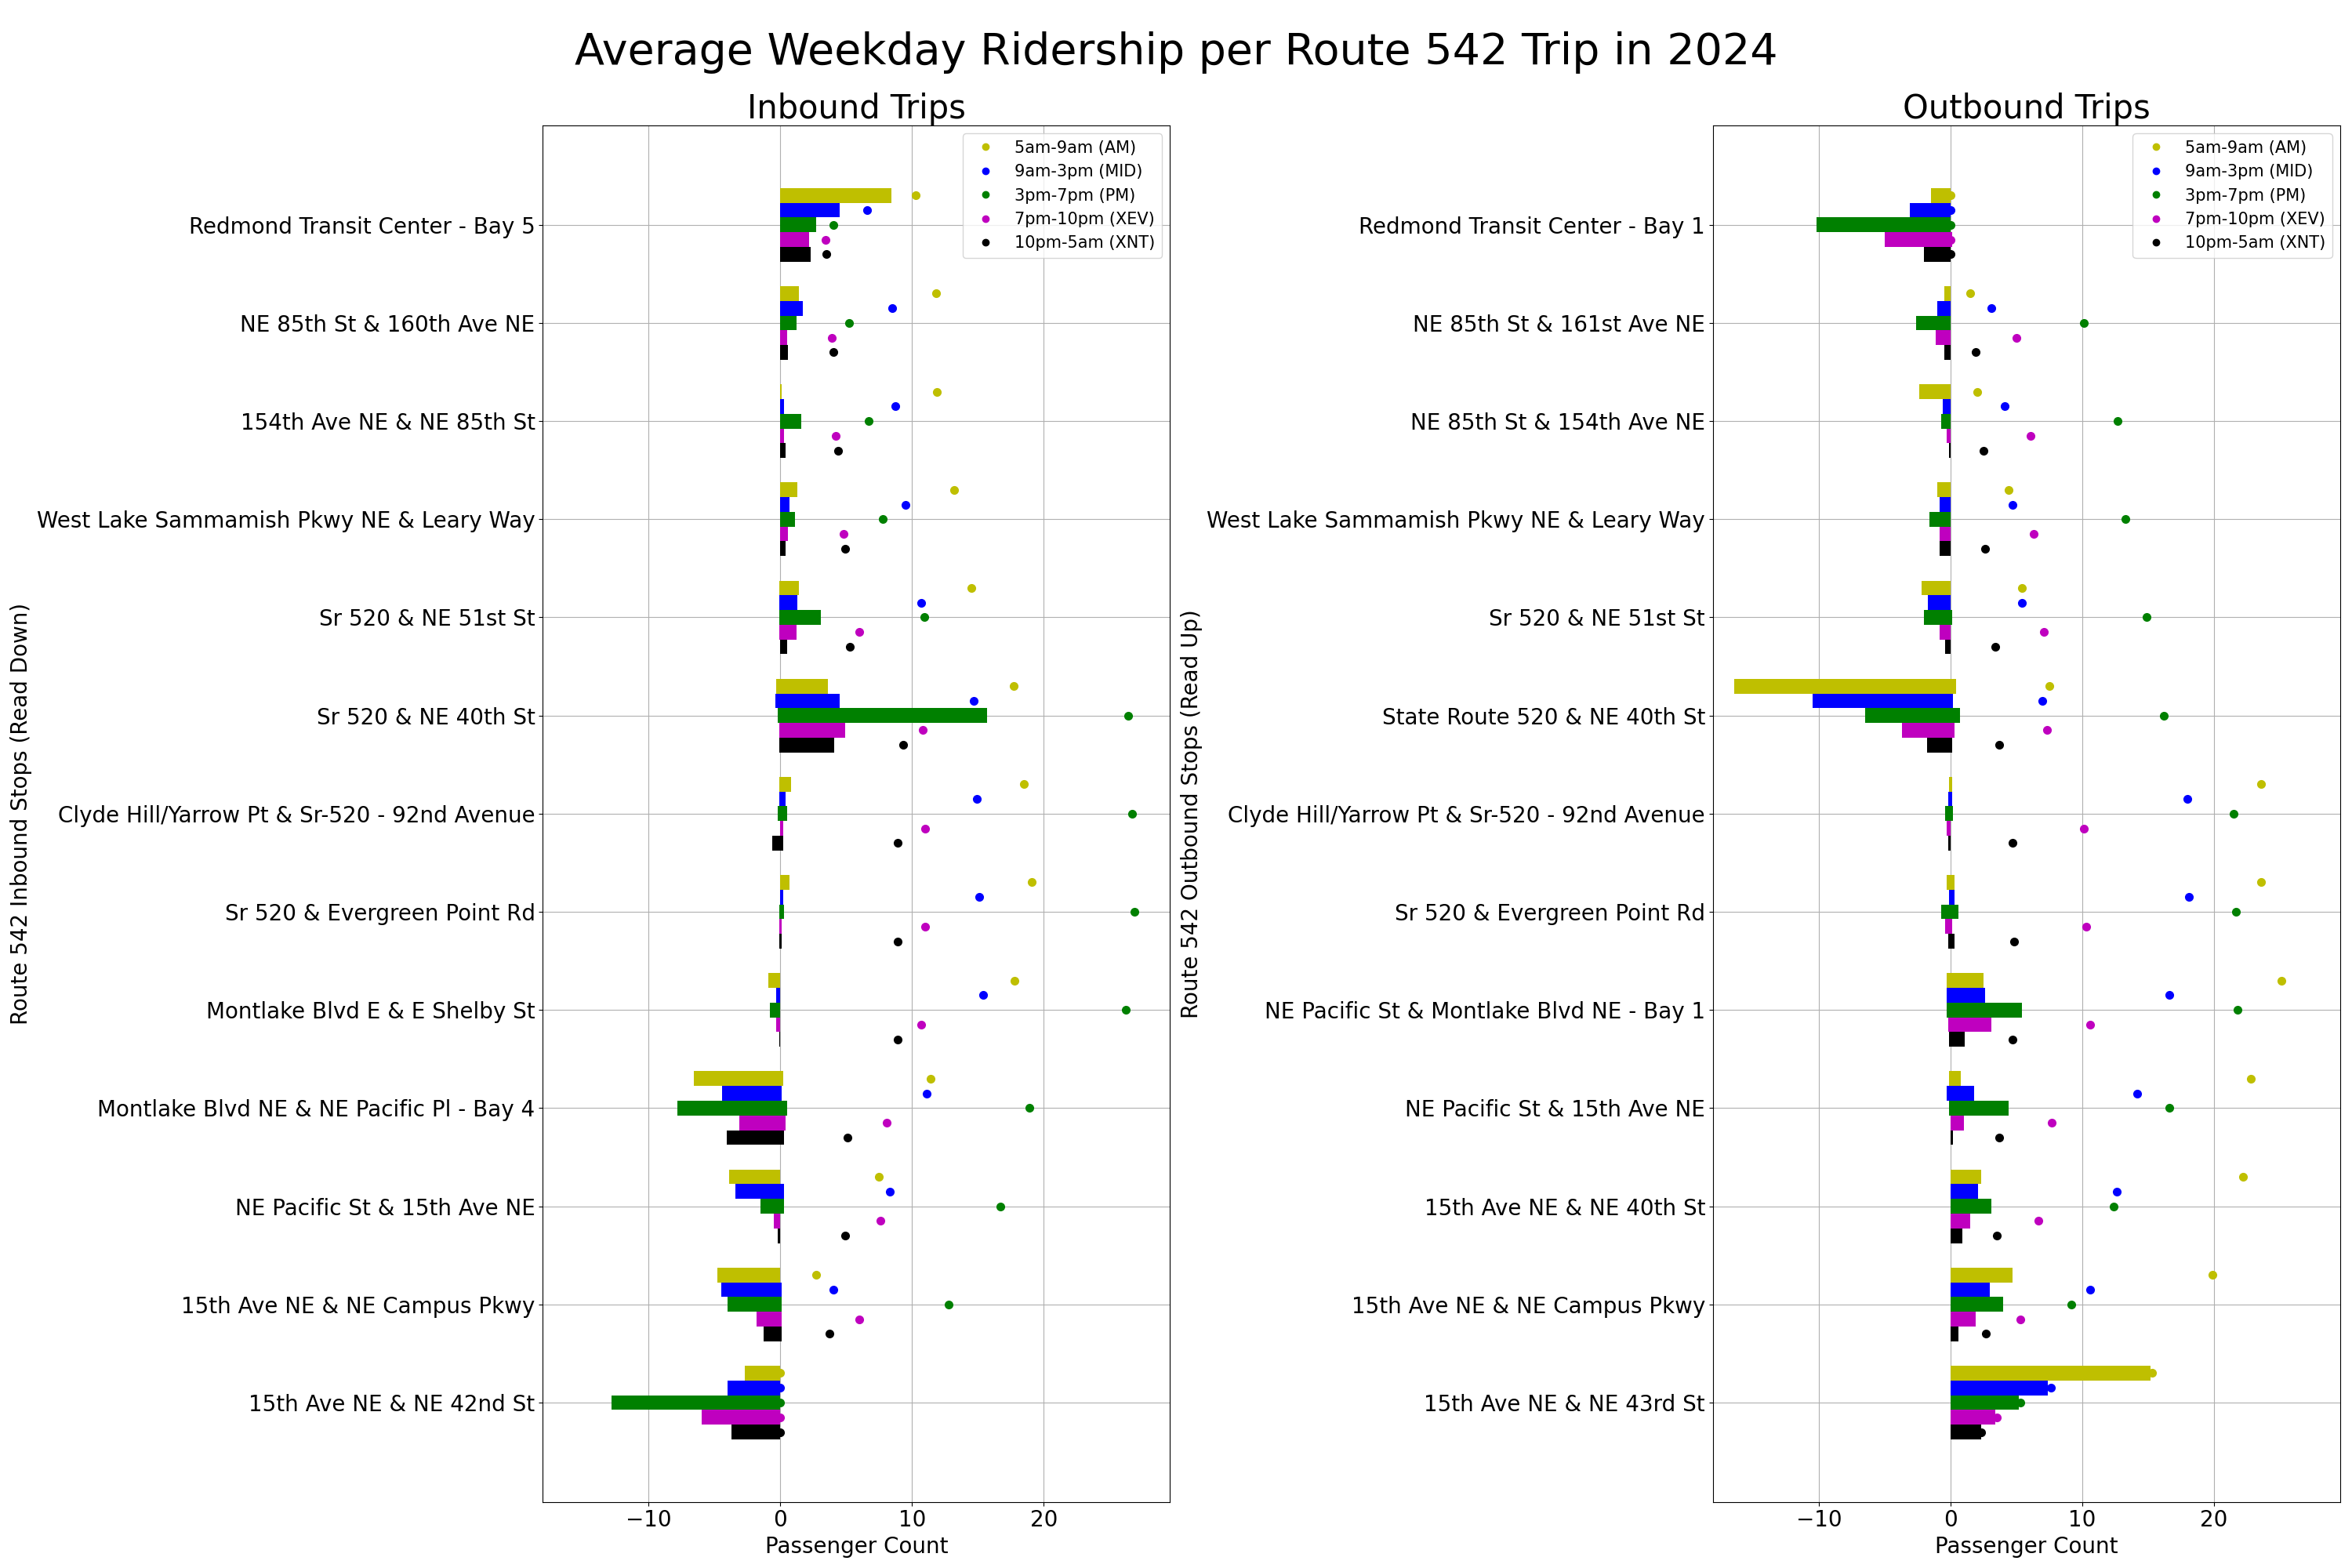 Average Weekday Ridership per Route 542 Trip in 2024
Inbound Trips
5am-9am (AM)
9am-3pm (MID)
3pm-7pm (PM)
7pm-10pm (XEV)
10pm-5am (XNT)
Route 542 Inbound Stops (Read Down)
Redmond Transit Center - Bay 5
NE 85th St & 160th Ave NE
154th Ave NE & NE 85th St
West Lake Sammamish Pkwy NE & Leary Way
Sr 520 & NE 51st St
Sr 520 & NE 40th St
Clyde Hill/Yarrow Pt & Sr-520 - 92nd Avenue
Sr 520 & Evergreen Point Rd
Montlake Blvd E & E Shelby St
Montlake Blvd NE & NE Pacific Pl - Bay 4
NE Pacific St & 15th Ave NE
15th Ave NE & NE Campus Pkwy
15th Ave NE & NE 42nd St
−10 0 10 20
Passenger Count
Outbound Trips
5am-9am (AM)
9am-3pm (MID)
3pm-7pm (PM)
7pm-10pm (XEV)
10pm-5am (XNT)
Route 542 Outbound Stops (Read Up)
Redmond Transit Center - Bay 1
NE 85th St & 161st Ave NE
NE 85th St & 154th Ave NE
West Lake Sammamish Pkwy NE & Leary Way
Sr 520 & NE 51st St
State Route 520 & NE 40th St
Clyde Hill/Yarrow Pt & Sr-520 - 92nd Avenue
Sr 520 & Evergreen Point Rd
NE Pacific St & Montlake Blvd NE - Bay 1
NE Pacific St & 15th Ave NE
15th Ave NE & NE 40th St
15th Ave NE & NE Campus Pkwy
15th Ave NE & NE 43rd St
−10 0 10 20
Passenger Count